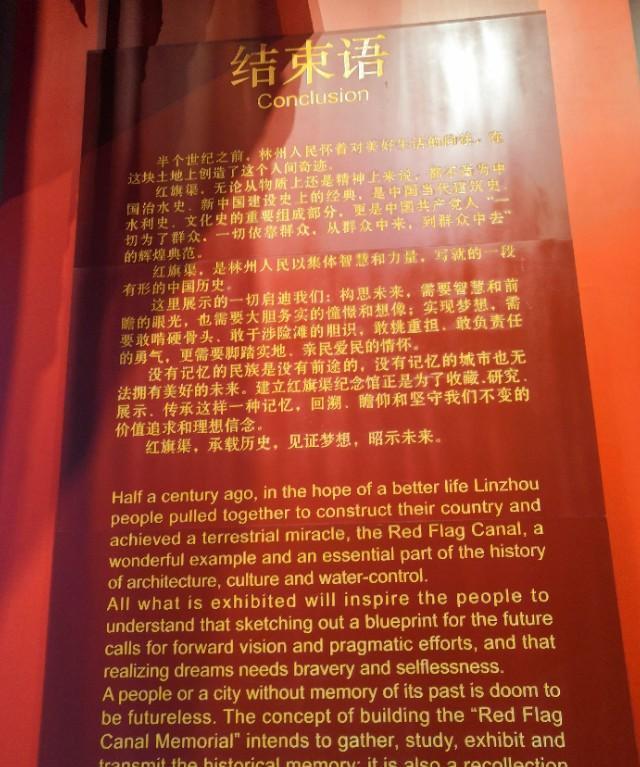 结束语
Conclusion
半个世纪之前，林州人民怀着对美好生活的向往，在
这块土地上创造了这个人间奇迹。
红旗渠，无论从物质上还是精神上来说，都不愧为中
国治水史、新中国建设史上的经典，是中国当代建筑史、
水利史、文化史的重要组成部分，更是中国共产党人“一
切为了群众，一切依靠群众，从群众中来，到群众中去”
的辉煌典范。
红旗渠，是林州人民以集体智慧和力量，写就的一段
有形的中国历史。
这里展示的一切启迪我们：构思未来，需要智慧和前
瞻的眼光，也需要大胆务实的憧憬和想像；实现梦想，需
要敢啃硬骨头、敢于涉险滩的胆识，敢挑重担、敢负责任
的勇气，更需要脚踏实地、亲民爱民的情怀。
没有记忆的民族是没有前途的，没有记忆的城市也无
法拥有美好的未来。建立红旗渠纪念馆正是为了收藏、研究、
展示、传承这样一种记忆，回溯、瞻仰和坚守我们不变的
价值追求和理想信念。
红旗渠，承载历史，见证梦想，昭示未来。
Half a century ago, in the hope of a better life Linzhou
people pulled together to construct their country and
achieved a terrestrial miracle, the Red Flag Canal, a
wonderful example and an essential part of the history
of architecture, culture and water-control.
All what is exhibited will inspire the people to
understand that sketching out a blueprint for the future
calls for forward vision and pragmatic efforts, and that
realizing dreams needs bravery and selflessness.
A people or a city without memory of its past is doom to
be futureless. The concept of building the “Red Flag
Canal Memorial” intends to gather, study, exhibit and
transmit the historical memory; it is also a recollection